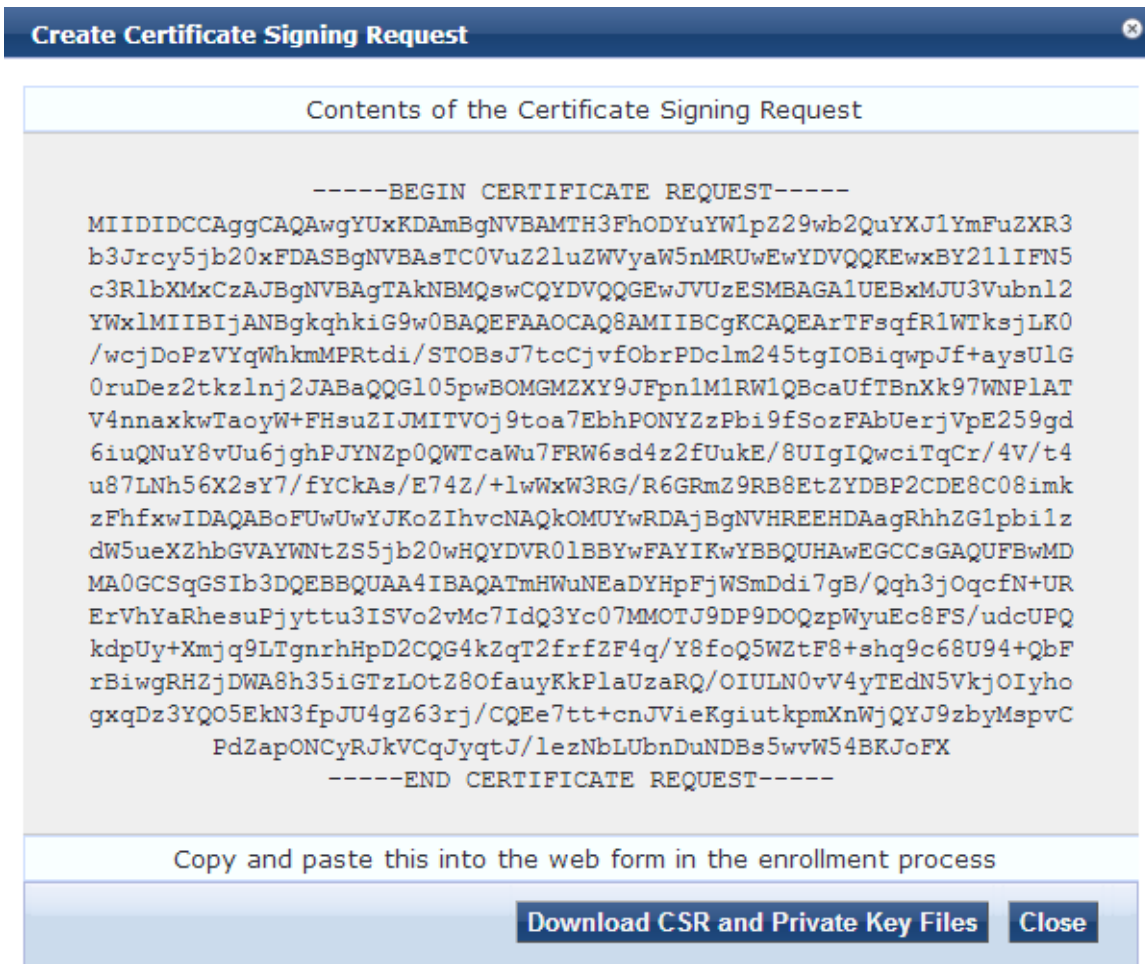 Create Certificate Signing Request
Contents of the Certificate Signing Request
-----BEGIN CERTIFICATE REQUEST-----
MIIDIDCCAggCAQAwgYUxKDAmBgNVBAMTH3FhODYuYW1pZ29wb2QuYXJ1YmFuZXR3
b3Jrcy5jb20xFDASBgNVBAsTC0VuZ2luZWVyaW5nMRUwEwYDVQQKEwxBY21lIFN5
c3RlbXMxCzAJBgNVBAgTAkNBMQswCQYDVQQGEwJVUzESMBAGA1UEBxMJU3Vubnl2
YWxlMIIBIjANBgkqhkiG9w0BAQEFAAOCAQ8AMIIBCgKCAQEArTFsqfR1WTksjLK0
/wcjDoPzVYqWhkmMPRtdi/STOBsJ7tcCjvfObrPDclm245tgIOBiqwpJf+aysUlG
0ruDez2tkzlnj2JABaQQGl05pwBOMGMZXY9JFpn1M1RW1QBcaUfTBnXk97WNPlAT
V4nnaxkwTaoyW+FHsuZIJMITVOj9toa7EbhPONYZzPbi9fSozFAbUerjVpE259gd
6iuQNuY8vUu6jghPJYNZp0QWTcaWu7FRW6sd4z2fUukE/8UIgIQwciTqCr/4V/t4
u87LNh56X2sY7/fYCkAs/E74Z/+lwWxW3RG/R6GRmZ9RB8EtZYDBP2CDE8C08imk
zFhfxwIDAQABoFUwUwYJKoZIhvcNAQkOMUYwRDAjBgNVHREEHDAagRhhZG1pbi1z
dW5ueXZhbGVAYWNtZS5jb20wHQYDVR0lBBYwFAYIKwYBBQUHAwEGCCsGAQUFBwMD
MA0GCSqGSIb3DQEBBQUAA4IBAQATmHWuNEaDYHpFjWSmDdi7gB/Qqh3jOqcfN+UR
ErVhYaRhesuPjyttu3ISVo2vMc7IdQ3Yc07MMOTJ9DP9DOQzpWyuEc8FS/udcUPQ
kdpUy+Xmjq9LTgnrhHpD2CQG4kZqT2frfZF4q/Y8foQ5WZtF8+shq9c68U94+QbF
rBiwgRHZjDWA8h35iGTzLOtZ8OfauyKkPlaUzaRQ/OIULN0vV4yTEdN5VkjOIyho
gxqDz3YQO5EkN3fpJU4gZ63rj/CQEe7tt+cnJVieKgiutkpmXnWjQYJ9zbyMspvC
PdZapONCyRJkVCqJyqtJ/lezNbLUbnDuNDBs5wvW54BKJoFX
-----END CERTIFICATE REQUEST-----
Copy and paste this into the web form in the enrollment process
Download CSR and Private Key Files Close